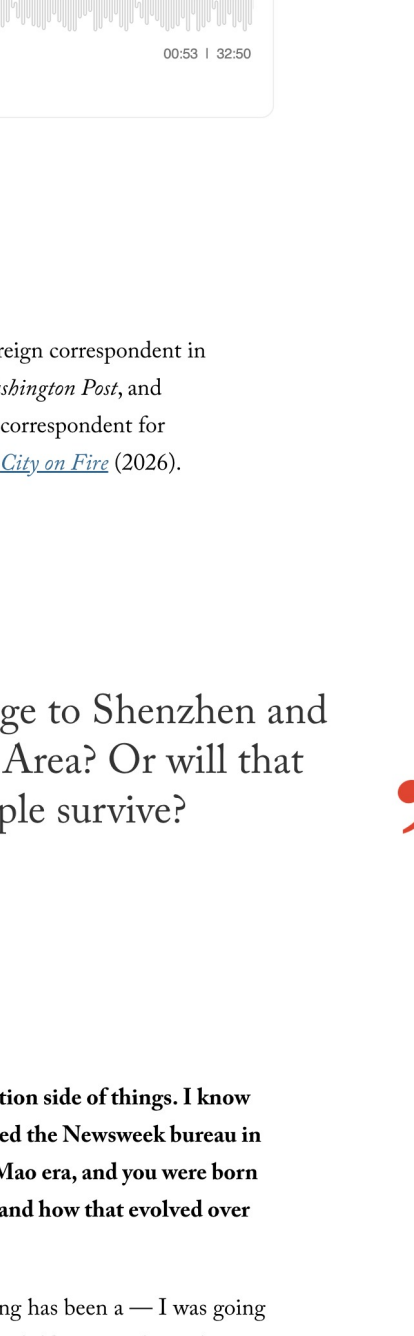 00:53 | 32:50
reign correspondent in
shington Post, and
correspondent for
City on Fire (2026).
ge to Shenzhen and
Area? Or will that
ple survive?
tion side of things. I know
ed the Newsweek bureau in
Mao era, and you were born
and how that evolved over
ng has been a — I was going